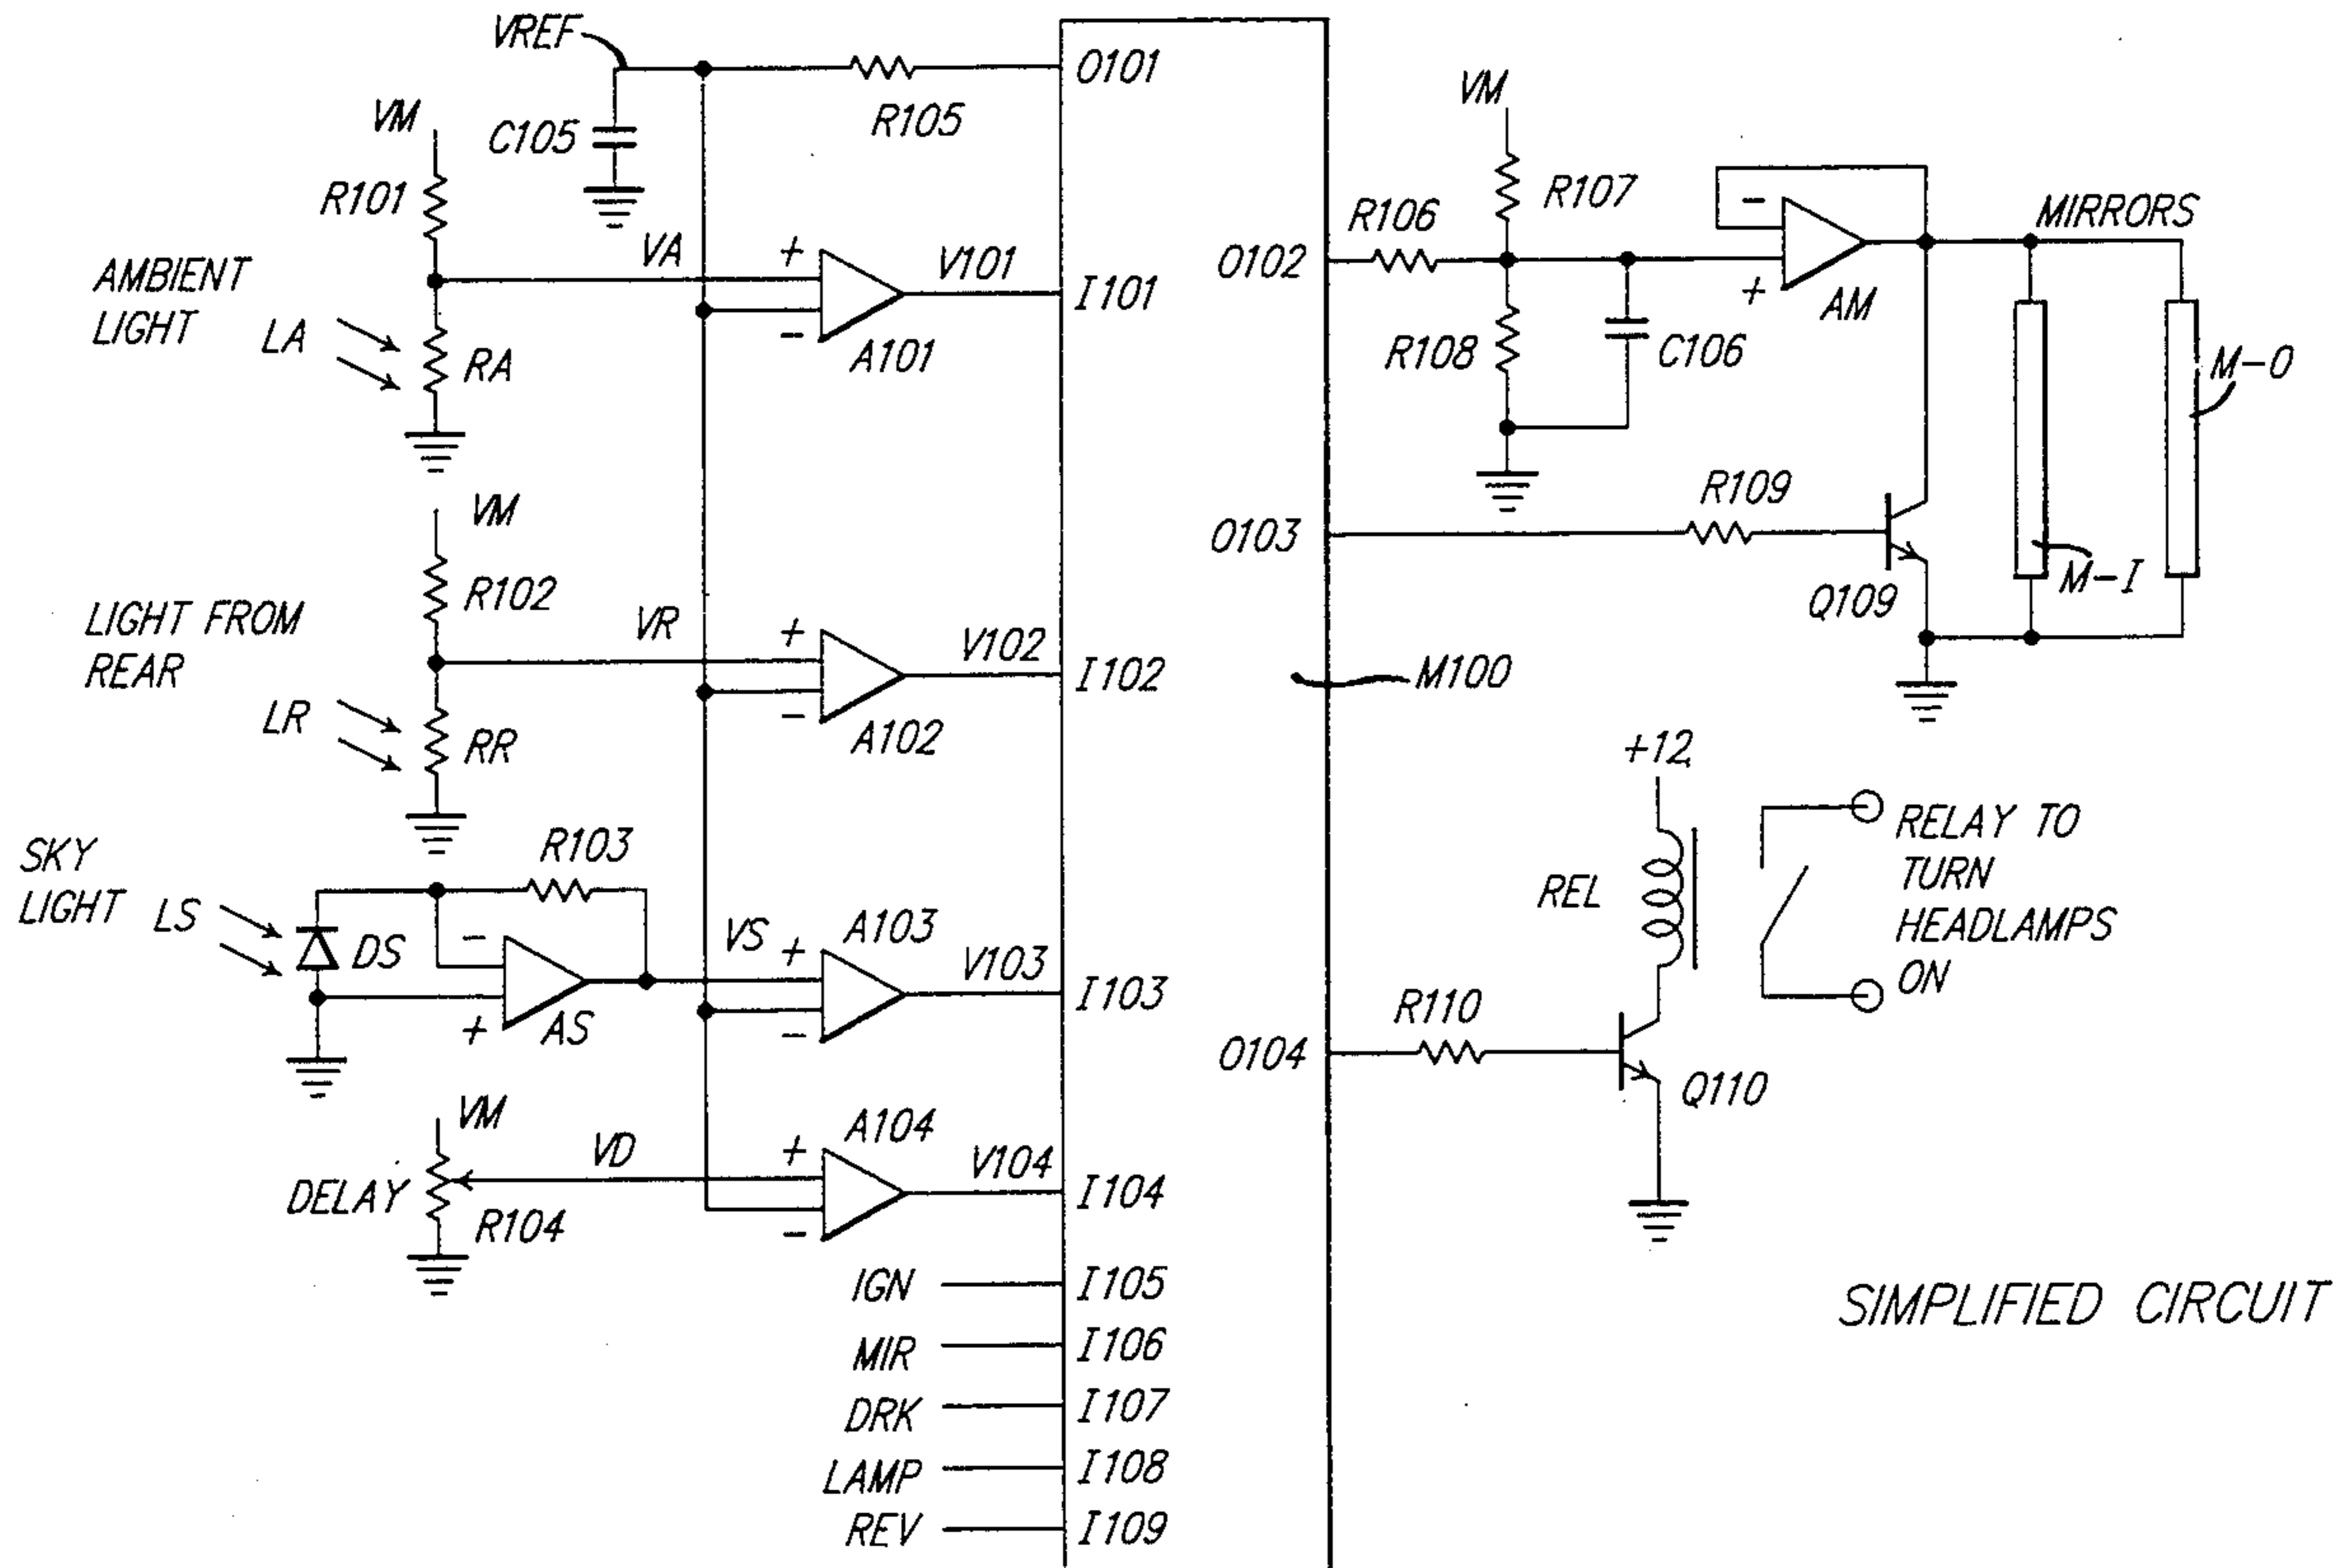 VREF
O101
R105
C105
VM
R101
AMBIENT
LIGHT
LA
RA
VA
+
-
A101
V101
I101
VM
R102
LIGHT FROM
REAR
LR
RR
VR
+
-
A102
V102
I102
SKY
LIGHT
LS
DS
R103
-
+
AS
VS
+
-
A103
V103
I103
VM
DELAY
R104
VD
+
-
A104
V104
I104
IGN
I105
MIR
I106
DRK
I107
LAMP
I108
REV
I109
O102
R106
VM
R107
R108
C106
-
+
AM
MIRRORS
M-O
M-I
O103
R109
Q109
M100
+12
REL
RELAY TO
TURN
HEADLAMPS
ON
O104
R110
Q110
SIMPLIFIED CIRCUIT